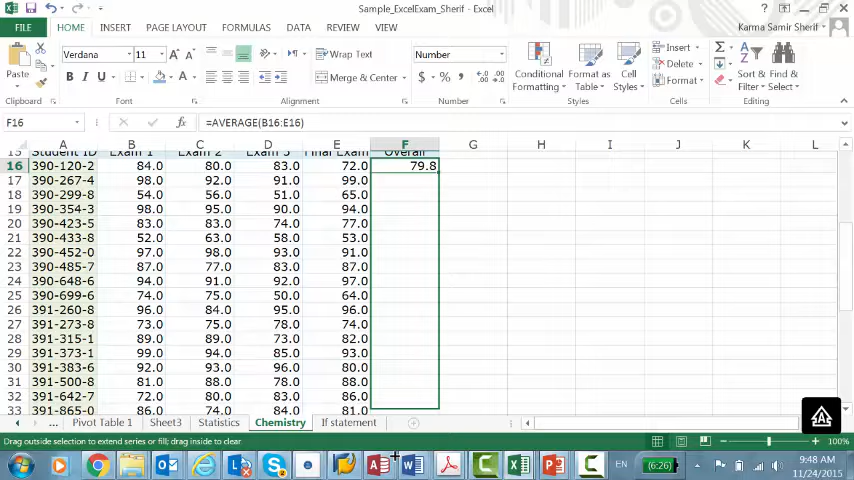 Sample_ExcelExam_Sherif - Excel
FILE HOME INSERT PAGE LAYOUT FORMULAS DATA REVIEW VIEW Karma Samir Sherif
Verdana 11 Wrap Text Number Insert
Paste Conditional Format as Cell Delete Sort & Find &
B I U Merge & Center $ % Formatting Table Styles Format Filter Select
Clipboard Font Alignment Number Styles Cells Editing
F16 =AVERAGE(B16:E16)
A B C D E F G H I J K L
15 Student ID Exam 1 Exam 2 Exam 3 Final Exam Overall
16 390-120-2 84.0 80.0 83.0 72.0 79.8
17 390-267-4 98.0 92.0 91.0 99.0
18 390-299-8 54.0 56.0 51.0 65.0
19 390-354-3 98.0 95.0 90.0 94.0
20 390-423-5 83.0 83.0 74.0 77.0
21 390-433-8 52.0 63.0 58.0 53.0
22 390-452-0 97.0 98.0 93.0 91.0
23 390-485-7 87.0 77.0 83.0 87.0
24 390-648-6 94.0 91.0 92.0 97.0
25 390-699-6 74.0 75.0 50.0 64.0
26 391-260-8 96.0 84.0 95.0 96.0
27 391-273-8 73.0 75.0 78.0 74.0
28 391-315-1 89.0 89.0 73.0 82.0
29 391-373-1 99.0 94.0 85.0 93.0
30 391-383-6 92.0 93.0 96.0 80.0
31 391-500-8 81.0 88.0 78.0 88.0
32 391-642-7 72.0 80.0 83.0 86.0
33 391-865-0 86.0 74.0 84.0 81.0
... Pivot Table 1 Sheet3 Statistics Chemistry If statement
Drag outside selection to extend series or fill; drag inside to clear 100%
EN (6:26) 9:48 AM
11/24/2015